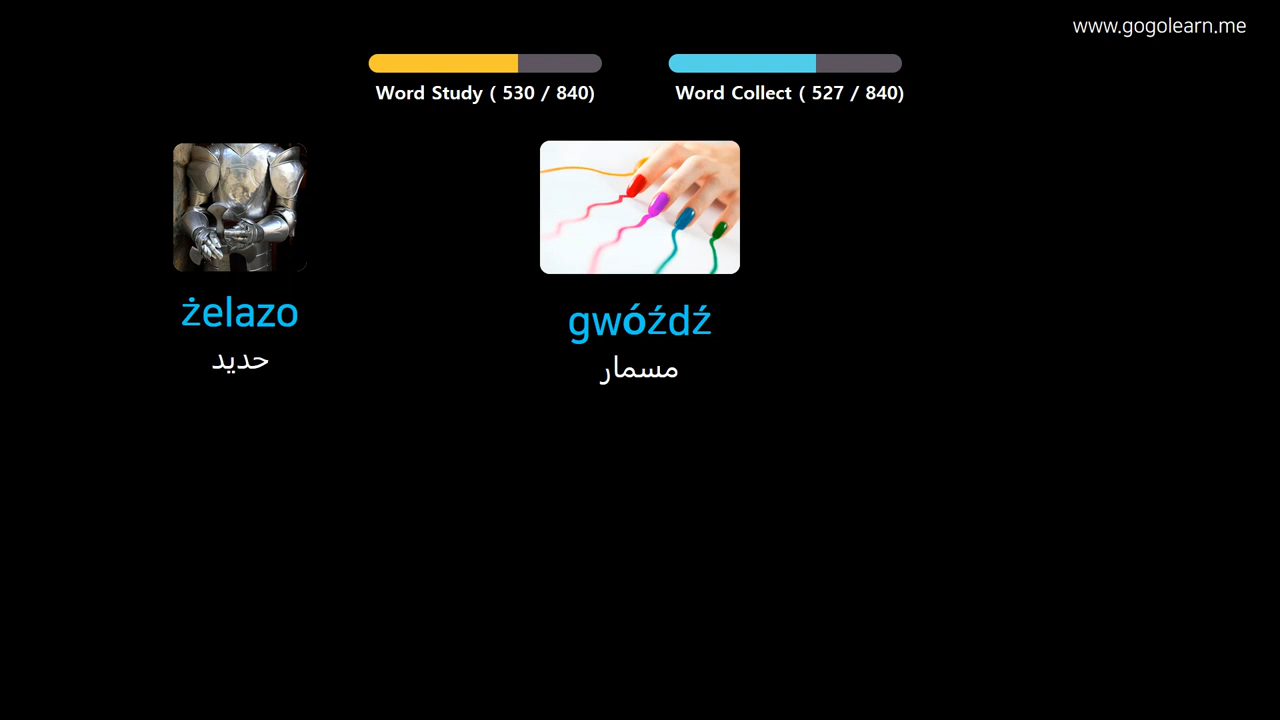 www.gogolearn.me
Word Study ( 530 / 840)
Word Collect ( 527 / 840)
żelazo
حديد
gwóźdź
مسمار